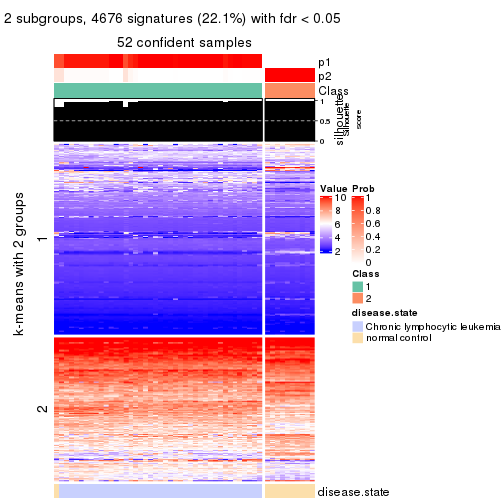 2 subgroups, 4676 signatures (22.1%) with fdr < 0.05
52 confident samples
p1
p2
Class
silhouette
Silhouette
score
1
0.5
0
k-means with 2 groups
1
2
Value
10
8
6
4
2
Prob
1
0.8
0.6
0.4
0.2
0
Class
1
2
disease.state
Chronic lymphocytic leukemia
normal control
disease.state